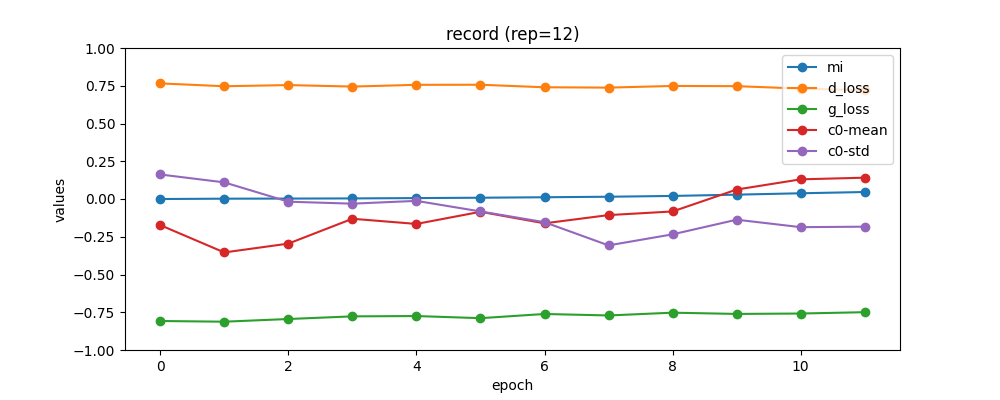 record (rep=12)
1.00
0.75
0.50
0.25
0.00
−0.25
−0.50
−0.75
−1.00
values
0 2 4 6 8 10
epoch
mi
d_loss
g_loss
c0-mean
c0-std